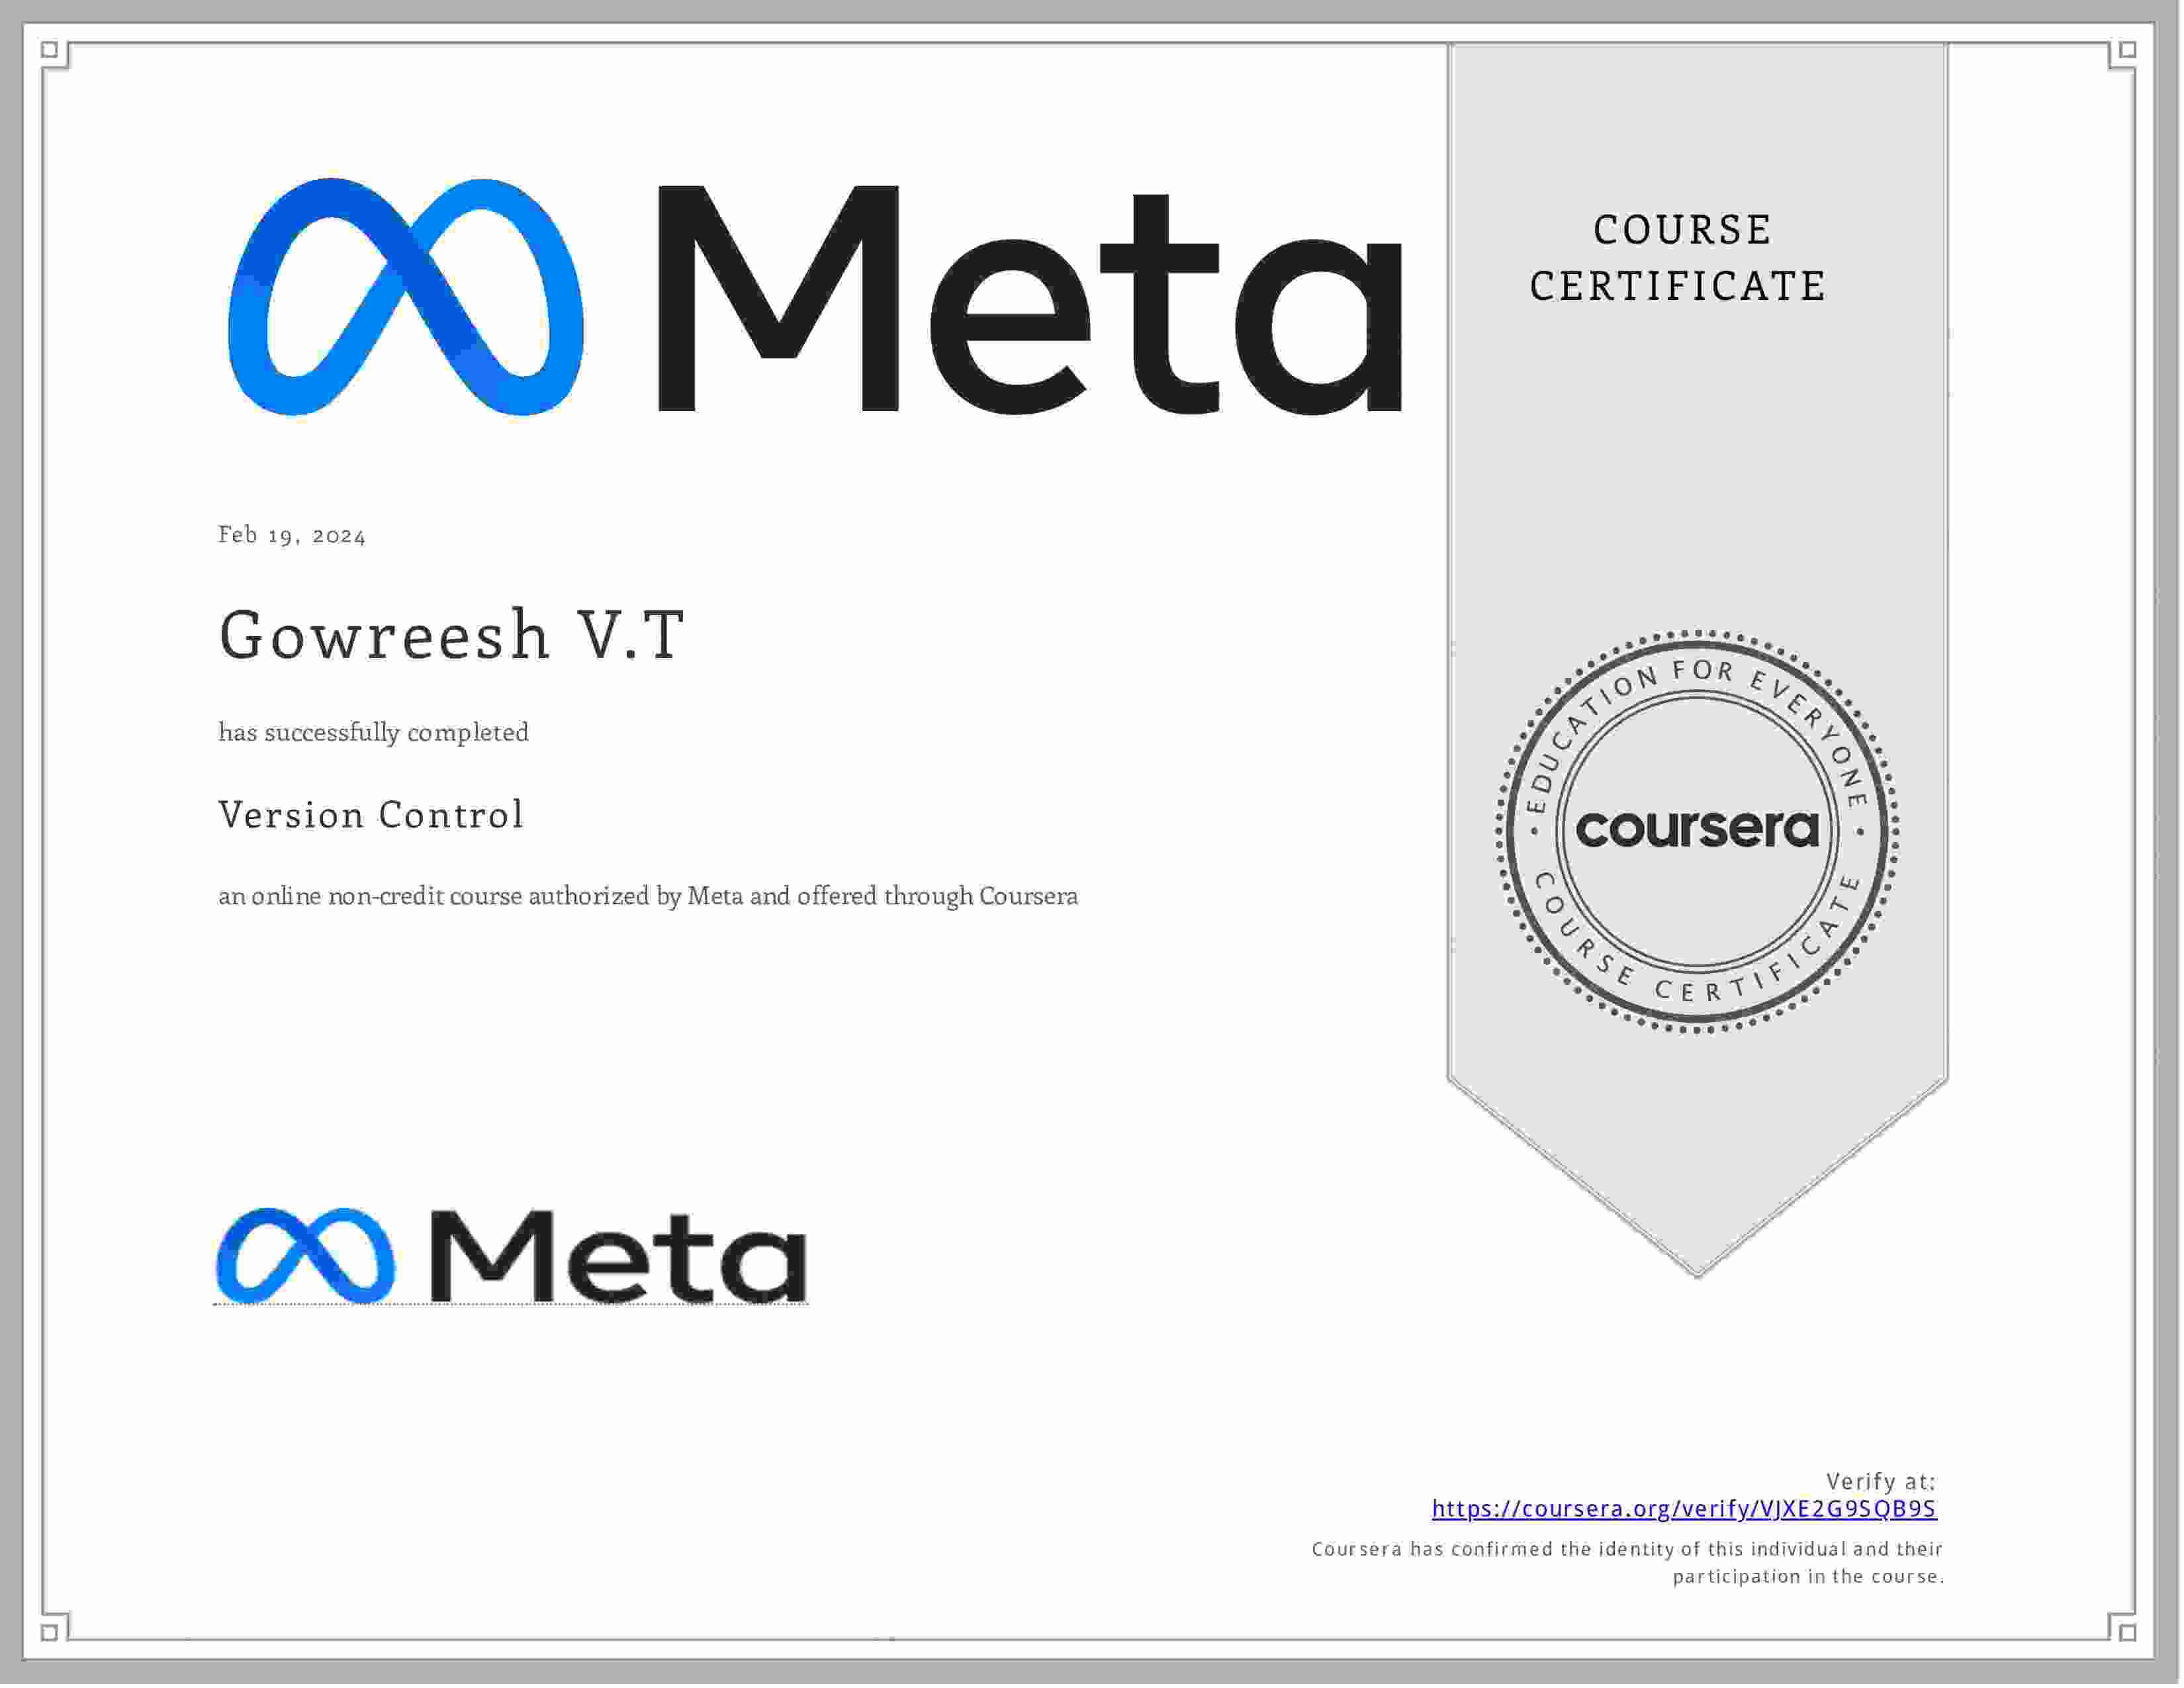 Meta
COURSE
CERTIFICATE
Feb 19, 2024
Gowreesh V.T
has successfully completed
Version Control
an online non-credit course authorized by Meta and offered through Coursera
EDUCATION FOR EVERYONE
coursera
COURSE CERTIFICATE
Meta
Verify at:
https://coursera.org/verify/VJXE2G9SQB9S
Coursera has confirmed the identity of this individual and their
participation in the course.